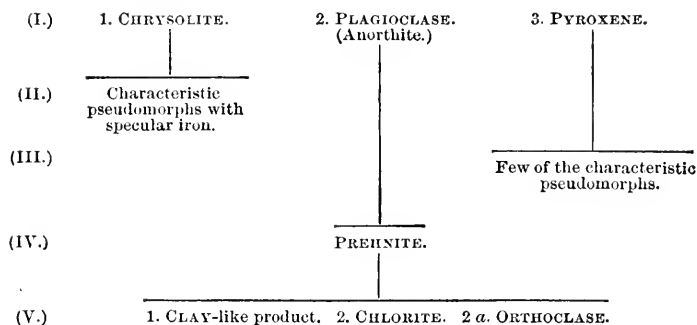 (I.) 1. CHRYSOLITE. 2. PLAGIOCLASE. 3. PYROXENE.
(Anorthite.)
(II.) Characteristic
pseudomorphs with
specular iron.
(III.) Few of the characteristic
pseudomorphs.
(IV.) PREHNITE.
(V.) 1. CLAY-like product. 2. CHLORITE. 2 a. ORTHOCLASE.